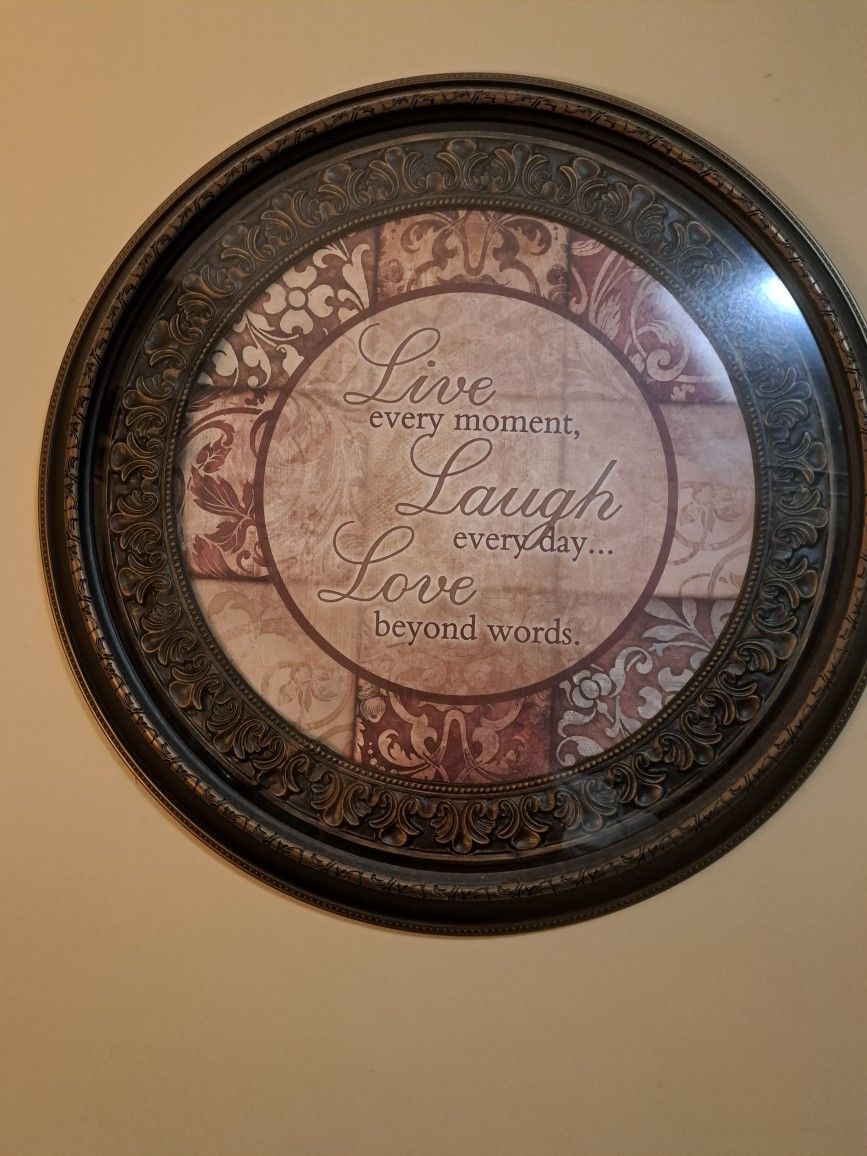 Live
every moment,
Laugh
every day...
Love
beyond words.